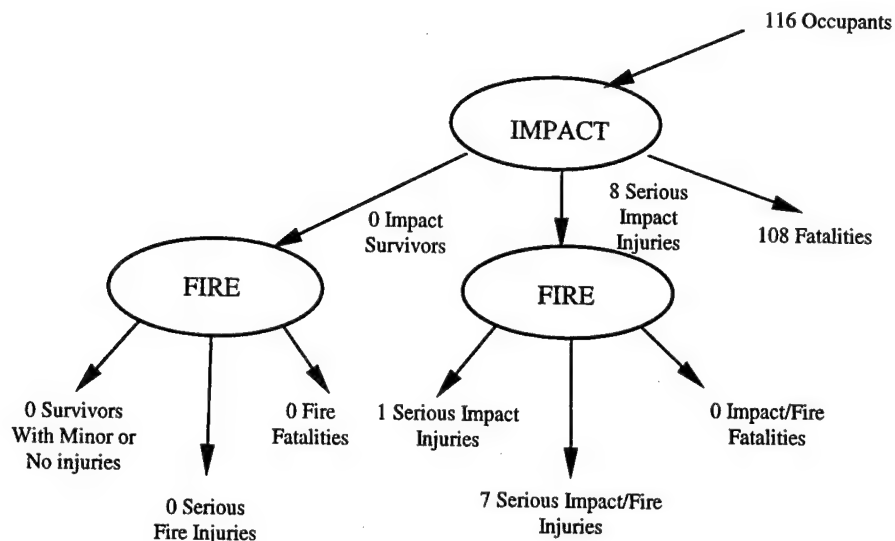 116 Occupants
IMPACT
0 Impact
Survivors
8 Serious
Impact
Injuries
108 Fatalities
FIRE
FIRE
0 Survivors
With Minor or
No injuries
0 Serious
Fire Injuries
0 Fire
Fatalities
1 Serious Impact
Injuries
7 Serious Impact/Fire
Injuries
0 Impact/Fire
Fatalities